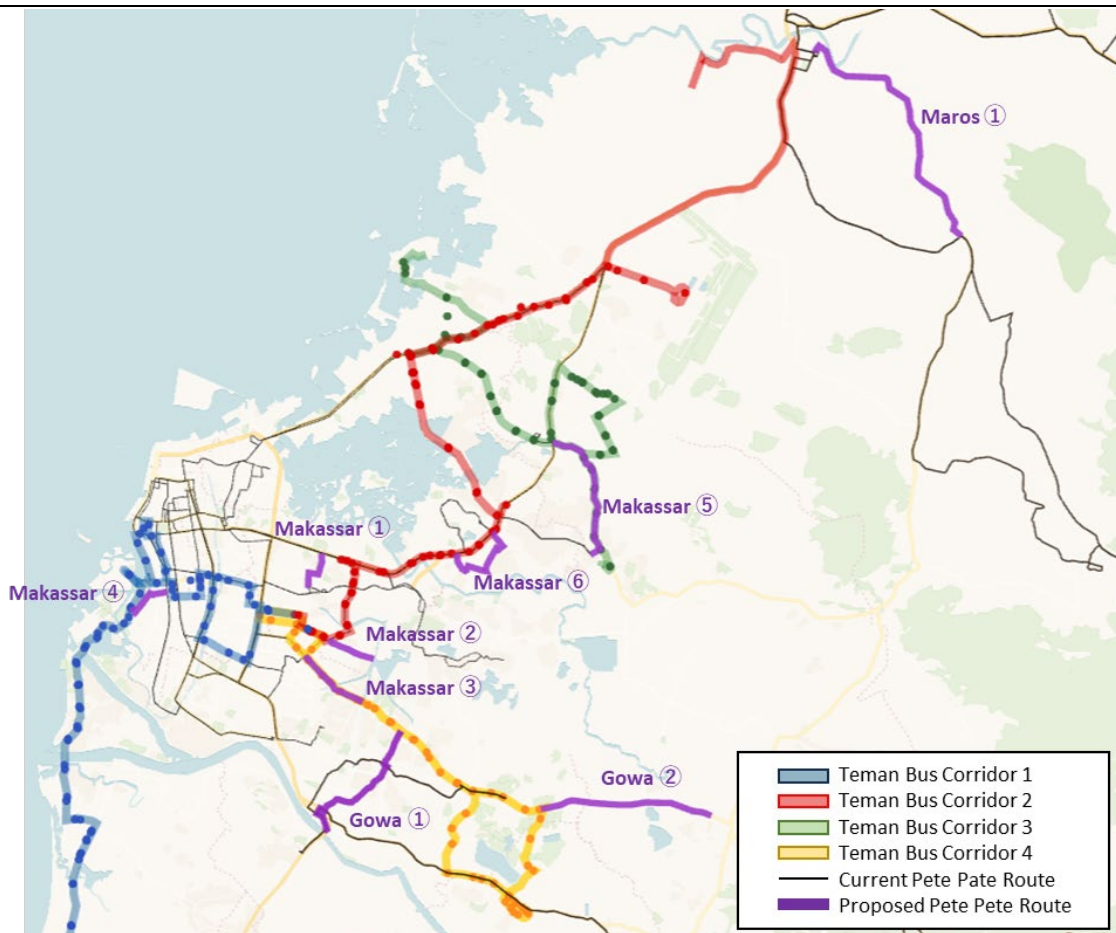 Maros ①
Makassar ⑤
Makassar ①
Makassar ⑥
Makassar ④
Makassar ②
Makassar ③
Gowa ②
Gowa ①
Teman Bus Corridor 1
Teman Bus Corridor 2
Teman Bus Corridor 3
Teman Bus Corridor 4
Current Pete Pate Route
Proposed Pete Pete Route